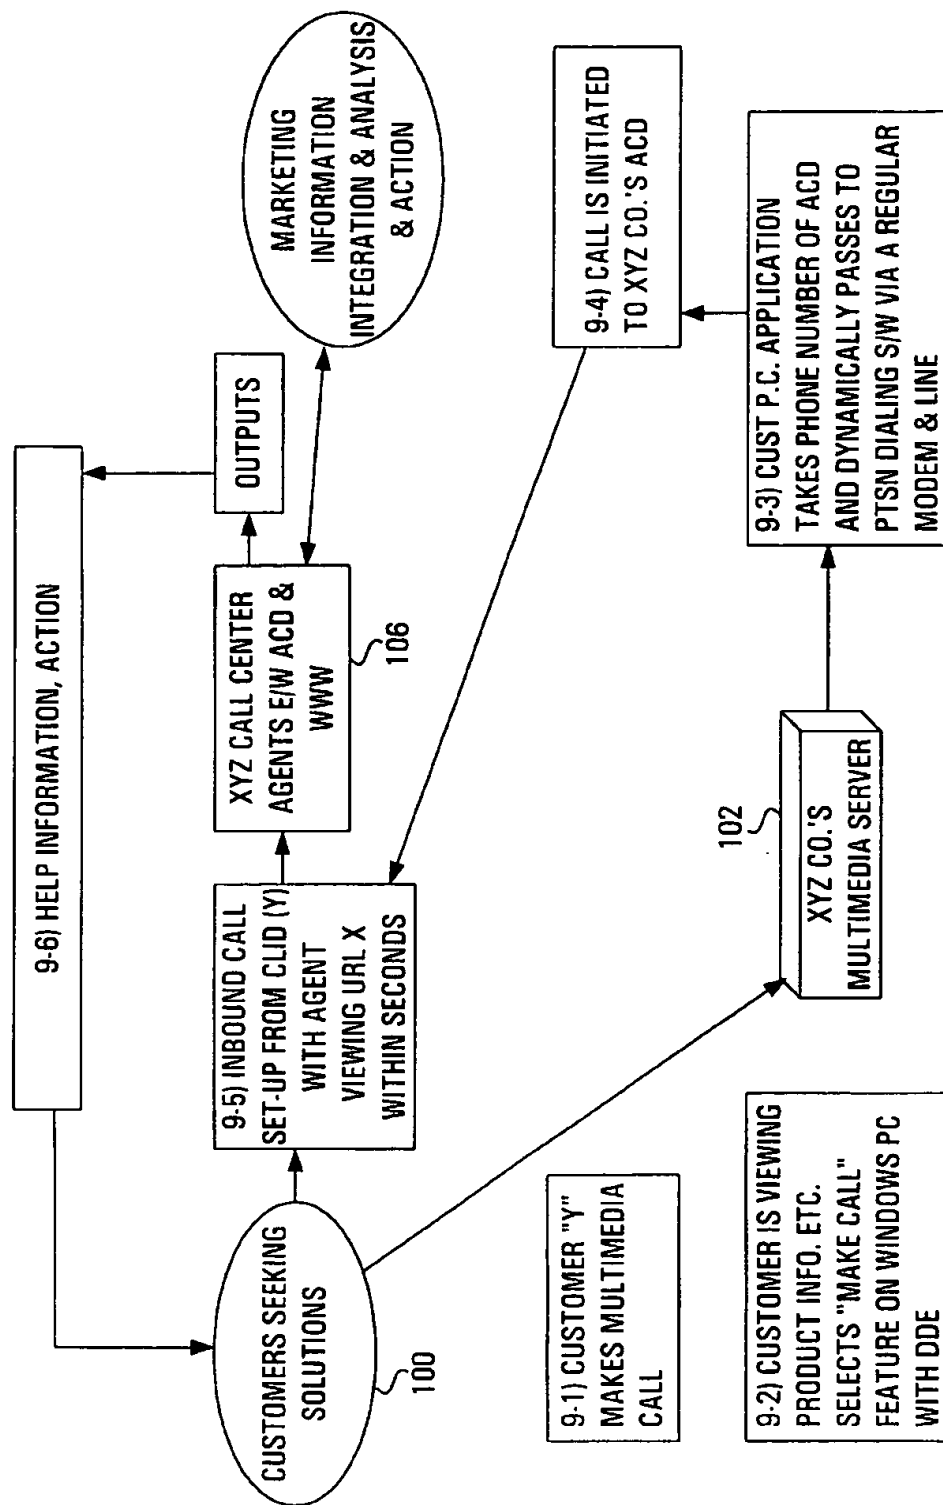 9-6) HELP INFORMATION, ACTION
CUSTOMERS SEEKING
SOLUTIONS
100
9-5) INBOUND CALL
SET-UP FROM CLID (Y)
WITH AGENT
VIEWING URL X
WITHIN SECONDS
XYZ CALL CENTER
AGENTS E/W ACD &
WWW
106
OUTPUTS
MARKETING
INFORMATION
INTEGRATION & ANALYSIS
& ACTION
9-1) CUSTOMER "Y"
MAKES MULTIMEDIA
CALL
9-4) CALL IS INITIATED
TO XYZ CO.'S ACD
9-2) CUSTOMER IS VIEWING
PRODUCT INFO. ETC.
SELECTS "MAKE CALL"
FEATURE ON WINDOWS PC
WITH DDE
102
XYZ CO.'S
MULTIMEDIA SERVER
9-3) CUST P.C. APPLICATION
TAKES PHONE NUMBER OF ACD
AND DYNAMICALLY PASSES TO
PTSN DIALING S/W VIA A REGULAR
MODEM & LINE